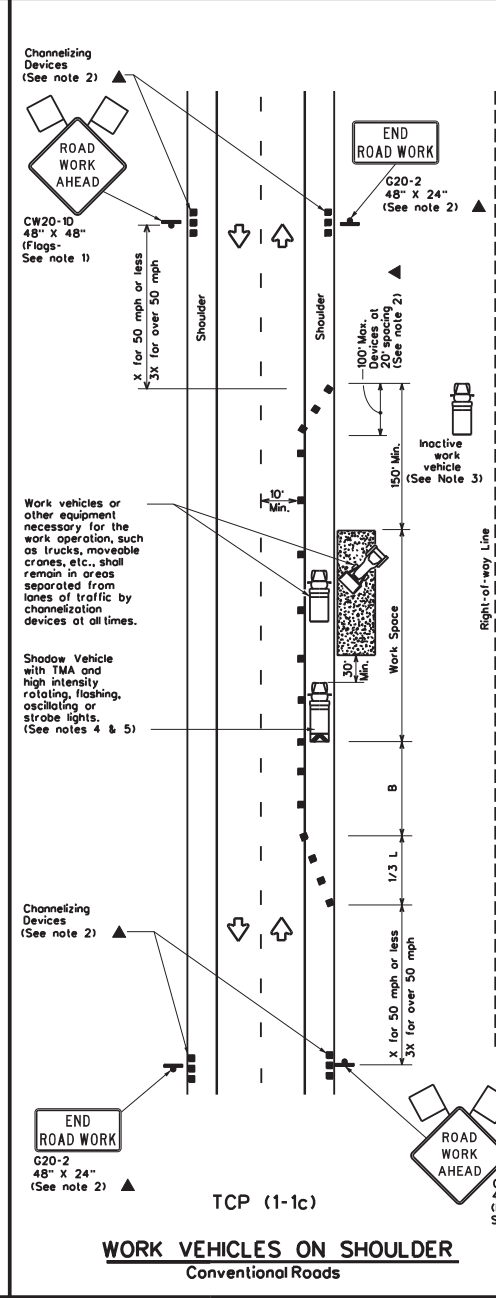 Channelizing
Devices
(See note 2)
ROAD
WORK
AHEAD
CW20-1D
48" X 48"
(Flags-
See note 1)
END
ROAD WORK
G20-2
48" X 24"
(See note 2)
X for 50 mph or less
3X for over 50 mph
Shoulder
Shoulder
100' Max.
Devices at
20' spacing
(See note 2)
150' Min.
Inactive
work
vehicle
(See Note 3)
10'
Min.
Right-of-way Line
Work vehicles or
other equipment
necessary for the
work operation, such
as trucks, moveable
cranes, etc., shall
remain in areas
separated from
lanes of traffic by
channelization
devices at all times.
Work Space
30'
Min.
Shadow Vehicle
with TMA and
high intensity
rotating, flashing,
oscillating or
strobe lights.
(See notes 4 & 5)
B
1/3 L
Channelizing
Devices
(See note 2)
X for 50 mph or less
3X for over 50 mph
END
ROAD WORK
G20-2
48" X 24"
(See note 2)
ROAD
WORK
AHEAD
TCP (1-1c)
WORK VEHICLES ON SHOULDER
Conventional Roads